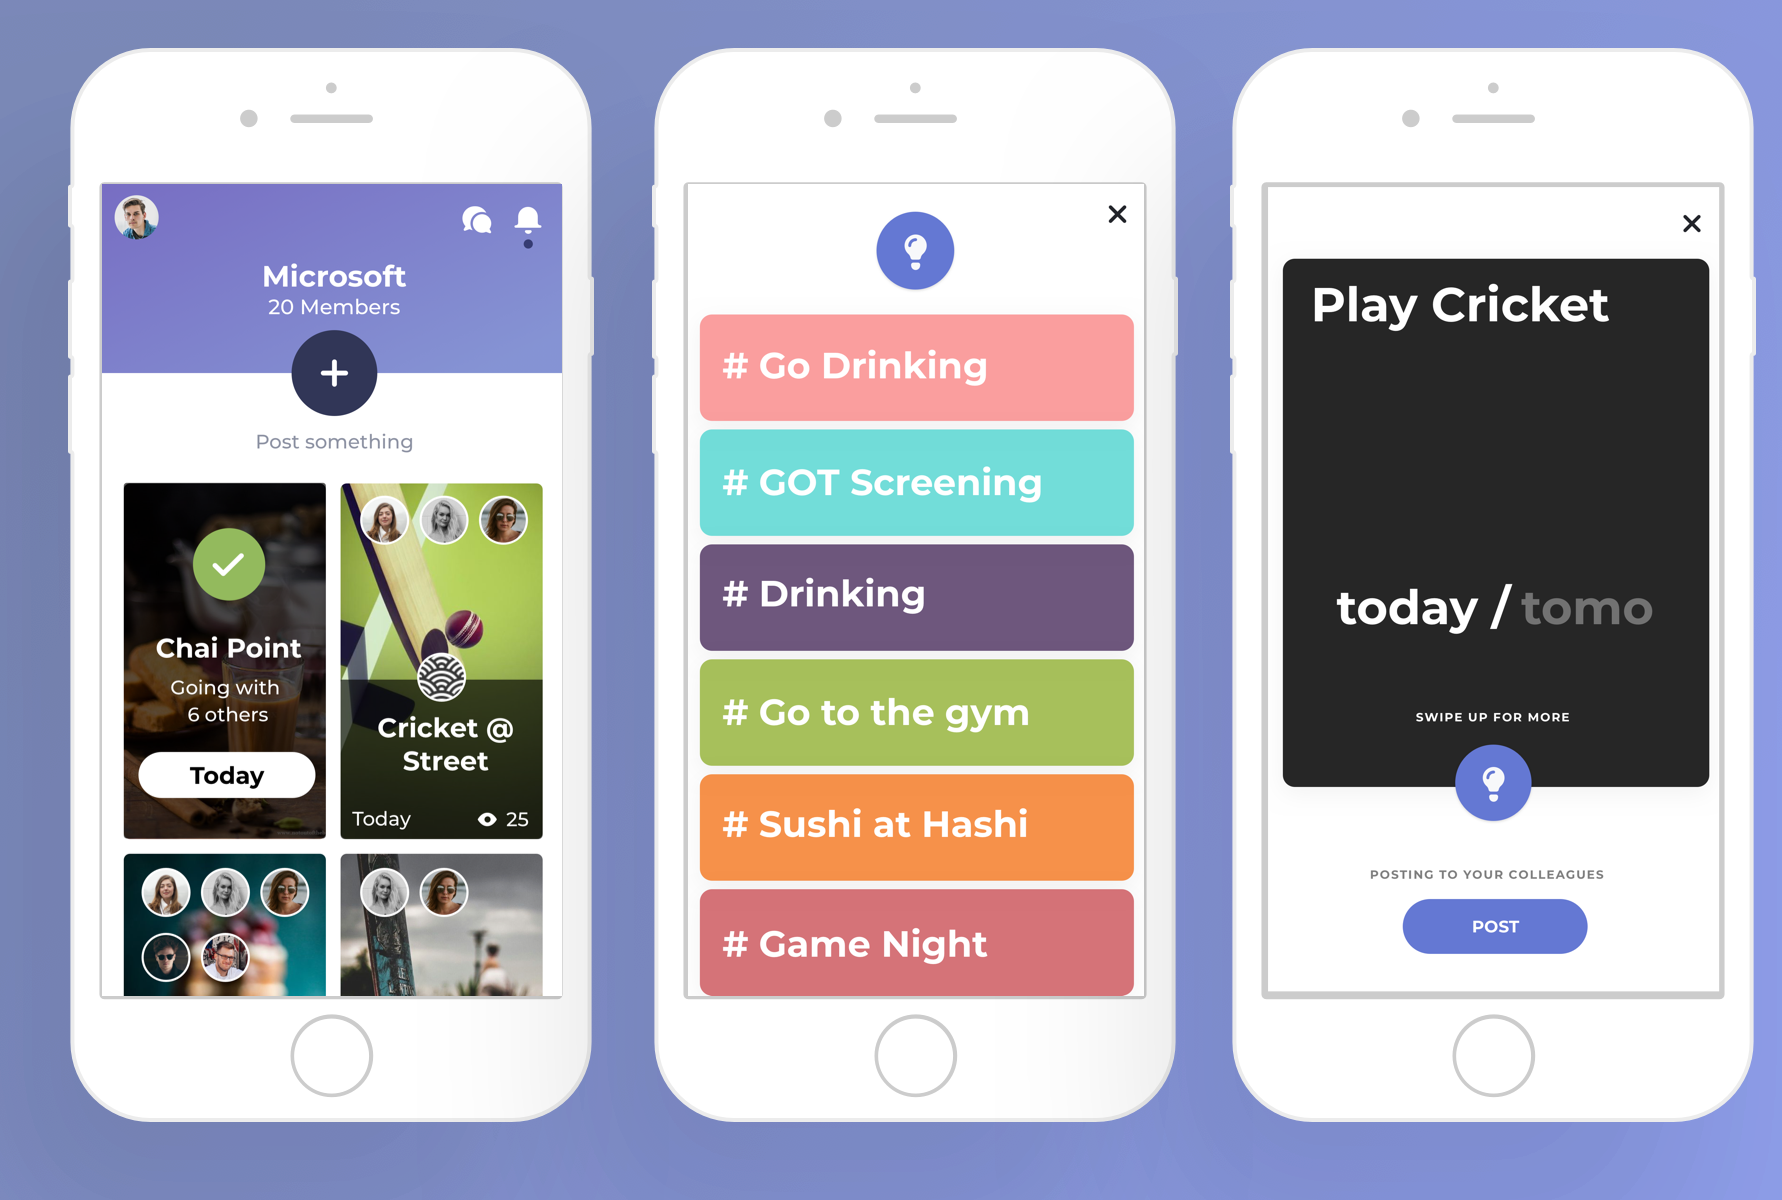 Microsoft
20 Members
Post something
Chai Point
Going with
6 others
Today
Cricket @
Street
Today 25
# Go Drinking
# GOT Screening
# Drinking
# Go to the gym
# Sushi at Hashi
# Game Night
Play Cricket
today / tomo
SWIPE UP FOR MORE
POSTING TO YOUR COLLEAGUES
POST